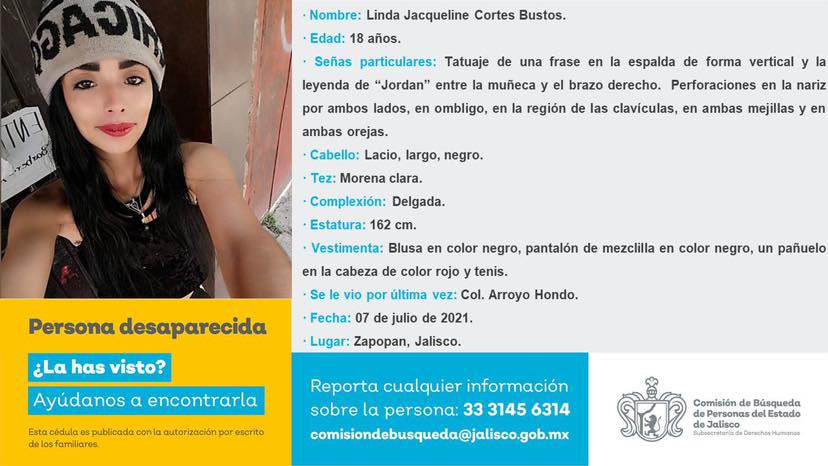 CHICAGO
ENT
Barber
· Nombre: Linda Jacqueline Cortes Bustos.
· Edad: 18 años.
· Señas particulares: Tatuaje de una frase en la espalda de forma vertical y la
leyenda de “Jordan” entre la muñeca y el brazo derecho. Perforaciones en la nariz
por ambos lados, en ombligo, en la región de las clavículas, en ambas mejillas y en
ambas orejas.
· Cabello: Lacio, largo, negro.
· Tez: Morena clara.
· Complexión: Delgada.
· Estatura: 162 cm.
· Vestimenta: Blusa en color negro, pantalón de mezclilla en color negro, un pañuelo
en la cabeza de color rojo y tenis.
· Se le vio por última vez: Col. Arroyo Hondo.
· Fecha: 07 de julio de 2021.
· Lugar: Zapopan, Jalisco.
Persona desaparecida
¿La has visto?
Ayúdanos a encontrarla
Esta cédula es publicada con la autorización por escrito
de los familiares.
Reporta cualquier información
sobre la persona: 33 3145 6314
comisiondebusqueda@jalisco.gob.mx
Comisión de Búsqueda
de Personas del Estado
de Jalisco
Subsecretaría de Derechos Humanos